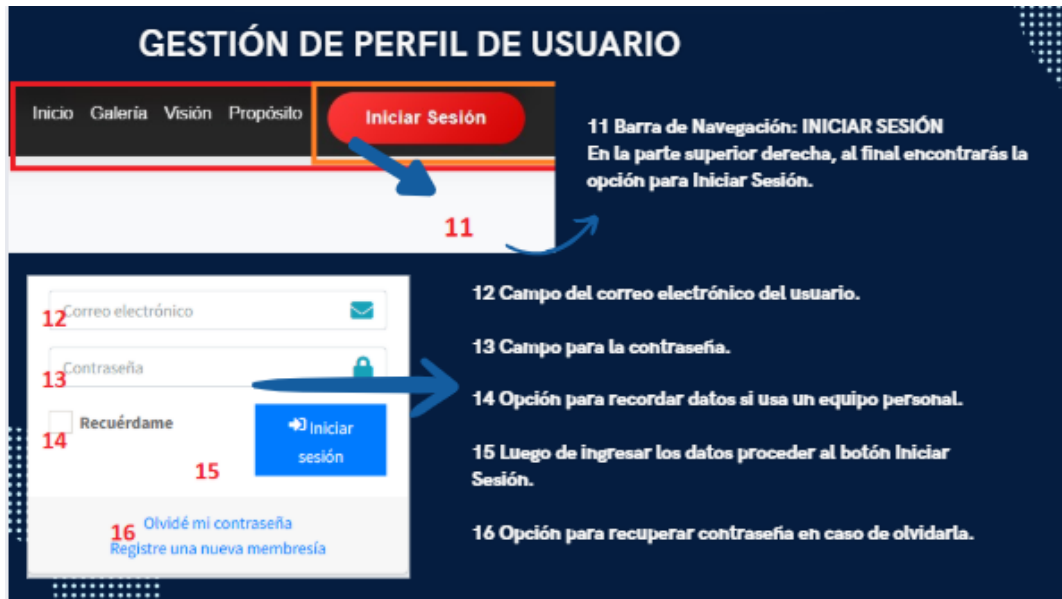 GESTIÓN DE PERFIL DE USUARIO
Inicio Galería Visión Propósito Iniciar Sesión
11
11 Barra de Navegación: INICIAR SESIÓN
En la parte superior derecha, al final encontrarás la
opción para Iniciar Sesión.
12 Correo electrónico
13 Contraseña
14 Recuérdame
15 Iniciar
sesión
16 Olvidé mi contraseña
Registre una nueva membresía
12 Campo del correo electrónico del usuario.
13 Campo para la contraseña.
14 Opción para recordar datos si usa un equipo personal.
15 Luego de ingresar los datos proceder al botón Iniciar
Sesión.
16 Opción para recuperar contraseña en caso de olvidarla.